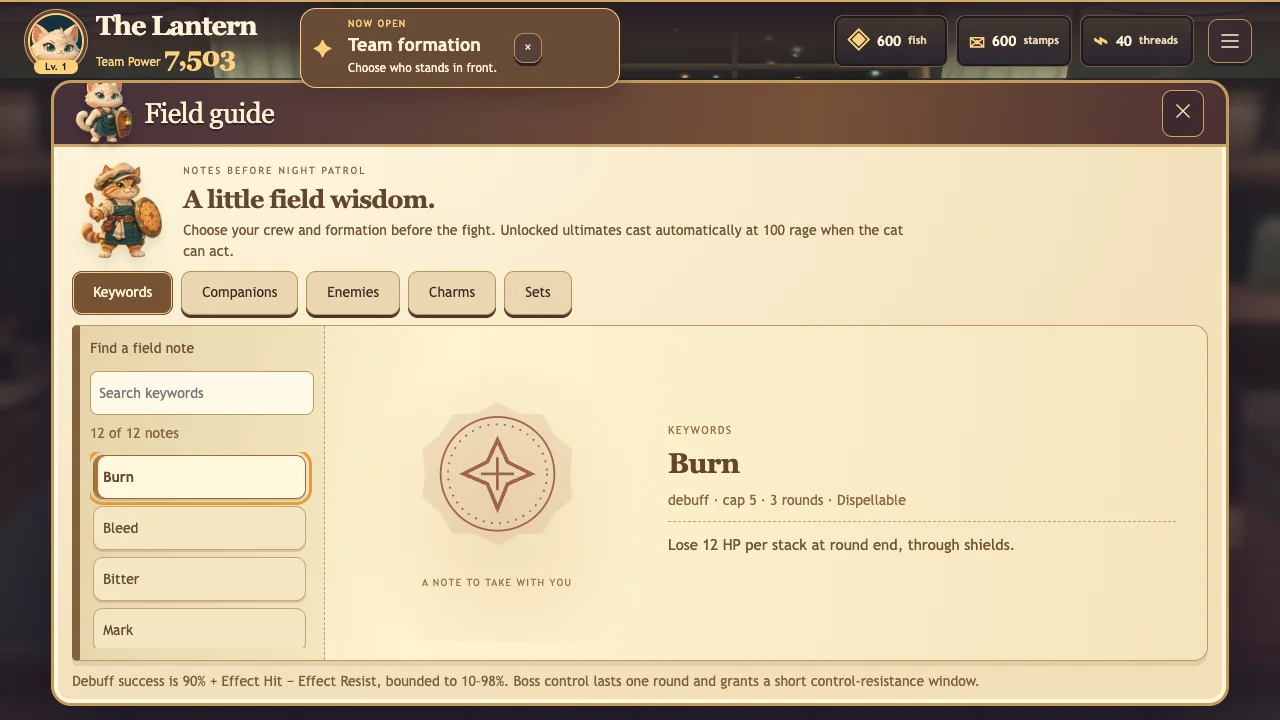 The Lantern
Team Power 7,503
Lv. 1
NOW OPEN
Team formation
Choose who stands in front.
×
600 fish
600 stamps
40 threads
Field guide
NOTES BEFORE NIGHT PATROL
A little field wisdom.
Choose your crew and formation before the fight. Unlocked ultimates cast automatically at 100 rage when the cat
can act.
Keywords
Companions
Enemies
Charms
Sets
Find a field note
Search keywords
12 of 12 notes
Burn
Bleed
Bitter
Mark
A NOTE TO TAKE WITH YOU
KEYWORDS
Burn
debuff · cap 5 · 3 rounds · Dispellable
Lose 12 HP per stack at round end, through shields.
Debuff success is 90% + Effect Hit − Effect Resist, bounded to 10–98%. Boss control lasts one round and grants a short control-resistance window.